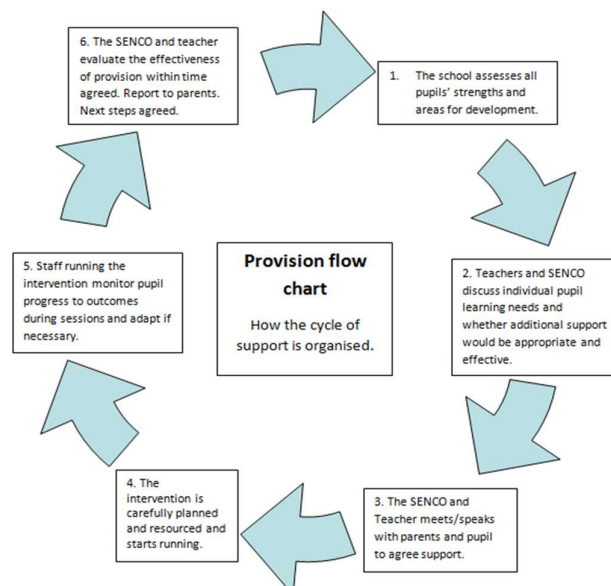 6. The SENCO and teacher
evaluate the effectiveness
of provision within time
agreed. Report to parents.
Next steps agreed.
1. The school assesses all
pupils' strengths and
areas for development.
2. Teachers and SENCO
discuss individual pupil
learning needs and
whether additional support
would be appropriate and
effective.
3. The SENCO and
Teacher meets/speaks
with parents and pupil
to agree support.
4. The
intervention is
carefully planned
and resourced and
starts running.
5. Staff running the
intervention monitor pupil
progress to outcomes
during sessions and adapt if
necessary.
Provision flow
chart
How the cycle of
support is organised.